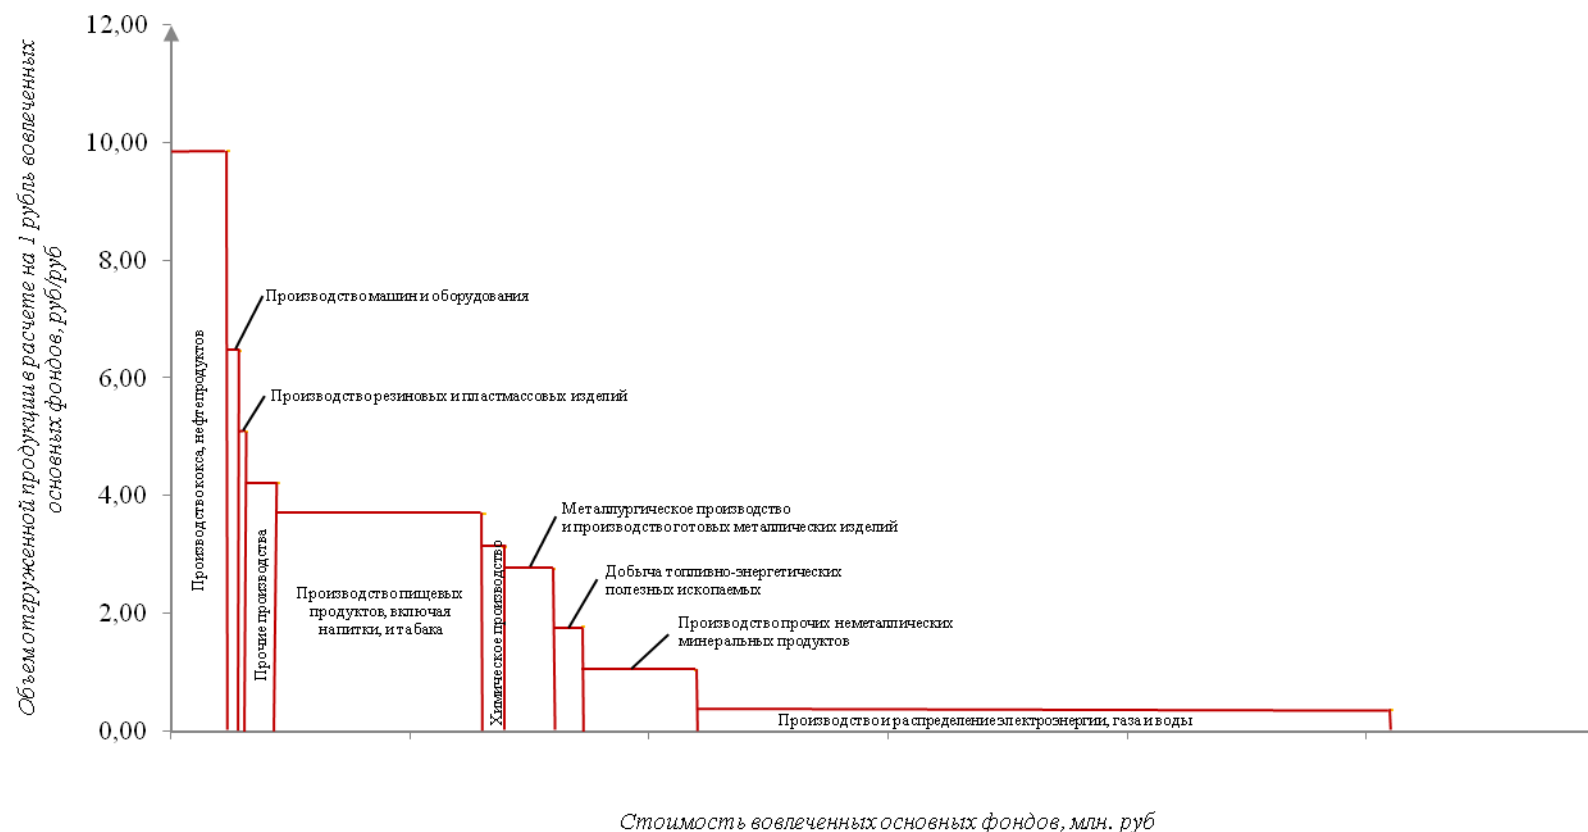 12,00
10,00
8,00
6,00
4,00
2,00
0,00
Объем отгруженной продукции в расчете на 1 рубль вовлеченных
основных фондов, руб/руб
Производство кокса, нефтепродуктов
Производство машин и оборудования
Производство резиновых и пластмассовых изделий
Прочие производства
Производство пищевых
продуктов, включая
напитки, и табака
Химическое производство
Металлургическое производство
и производство готовых металлических изделий
Добыча топливно-энергетических
полезных ископаемых
Производство прочих неметаллических
минеральных продуктов
Производство и распределение электроэнергии, газа и воды
Стоимость вовлеченных основных фондов, млн. руб